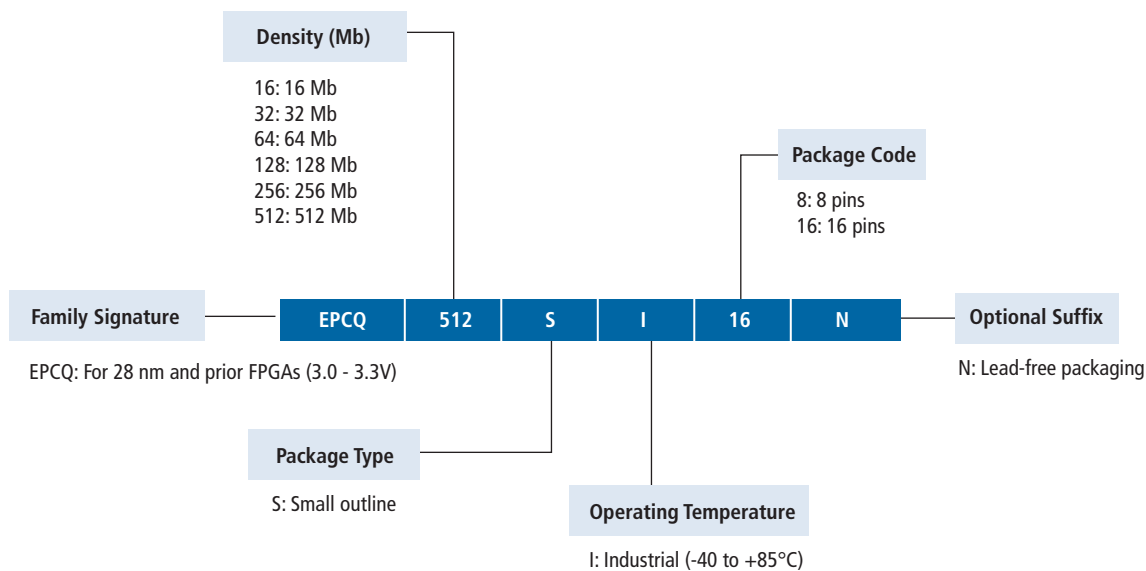 Density (Mb)
16: 16 Mb
32: 32 Mb
64: 64 Mb
128: 128 Mb
256: 256 Mb
512: 512 Mb
Package Code
8: 8 pins
16: 16 pins
Family Signature
EPCQ 512 S I 16 N
Optional Suffix
EPCQ: For 28 nm and prior FPGAs (3.0 - 3.3V)
N: Lead-free packaging
Package Type
S: Small outline
Operating Temperature
I: Industrial (-40 to +85°C)